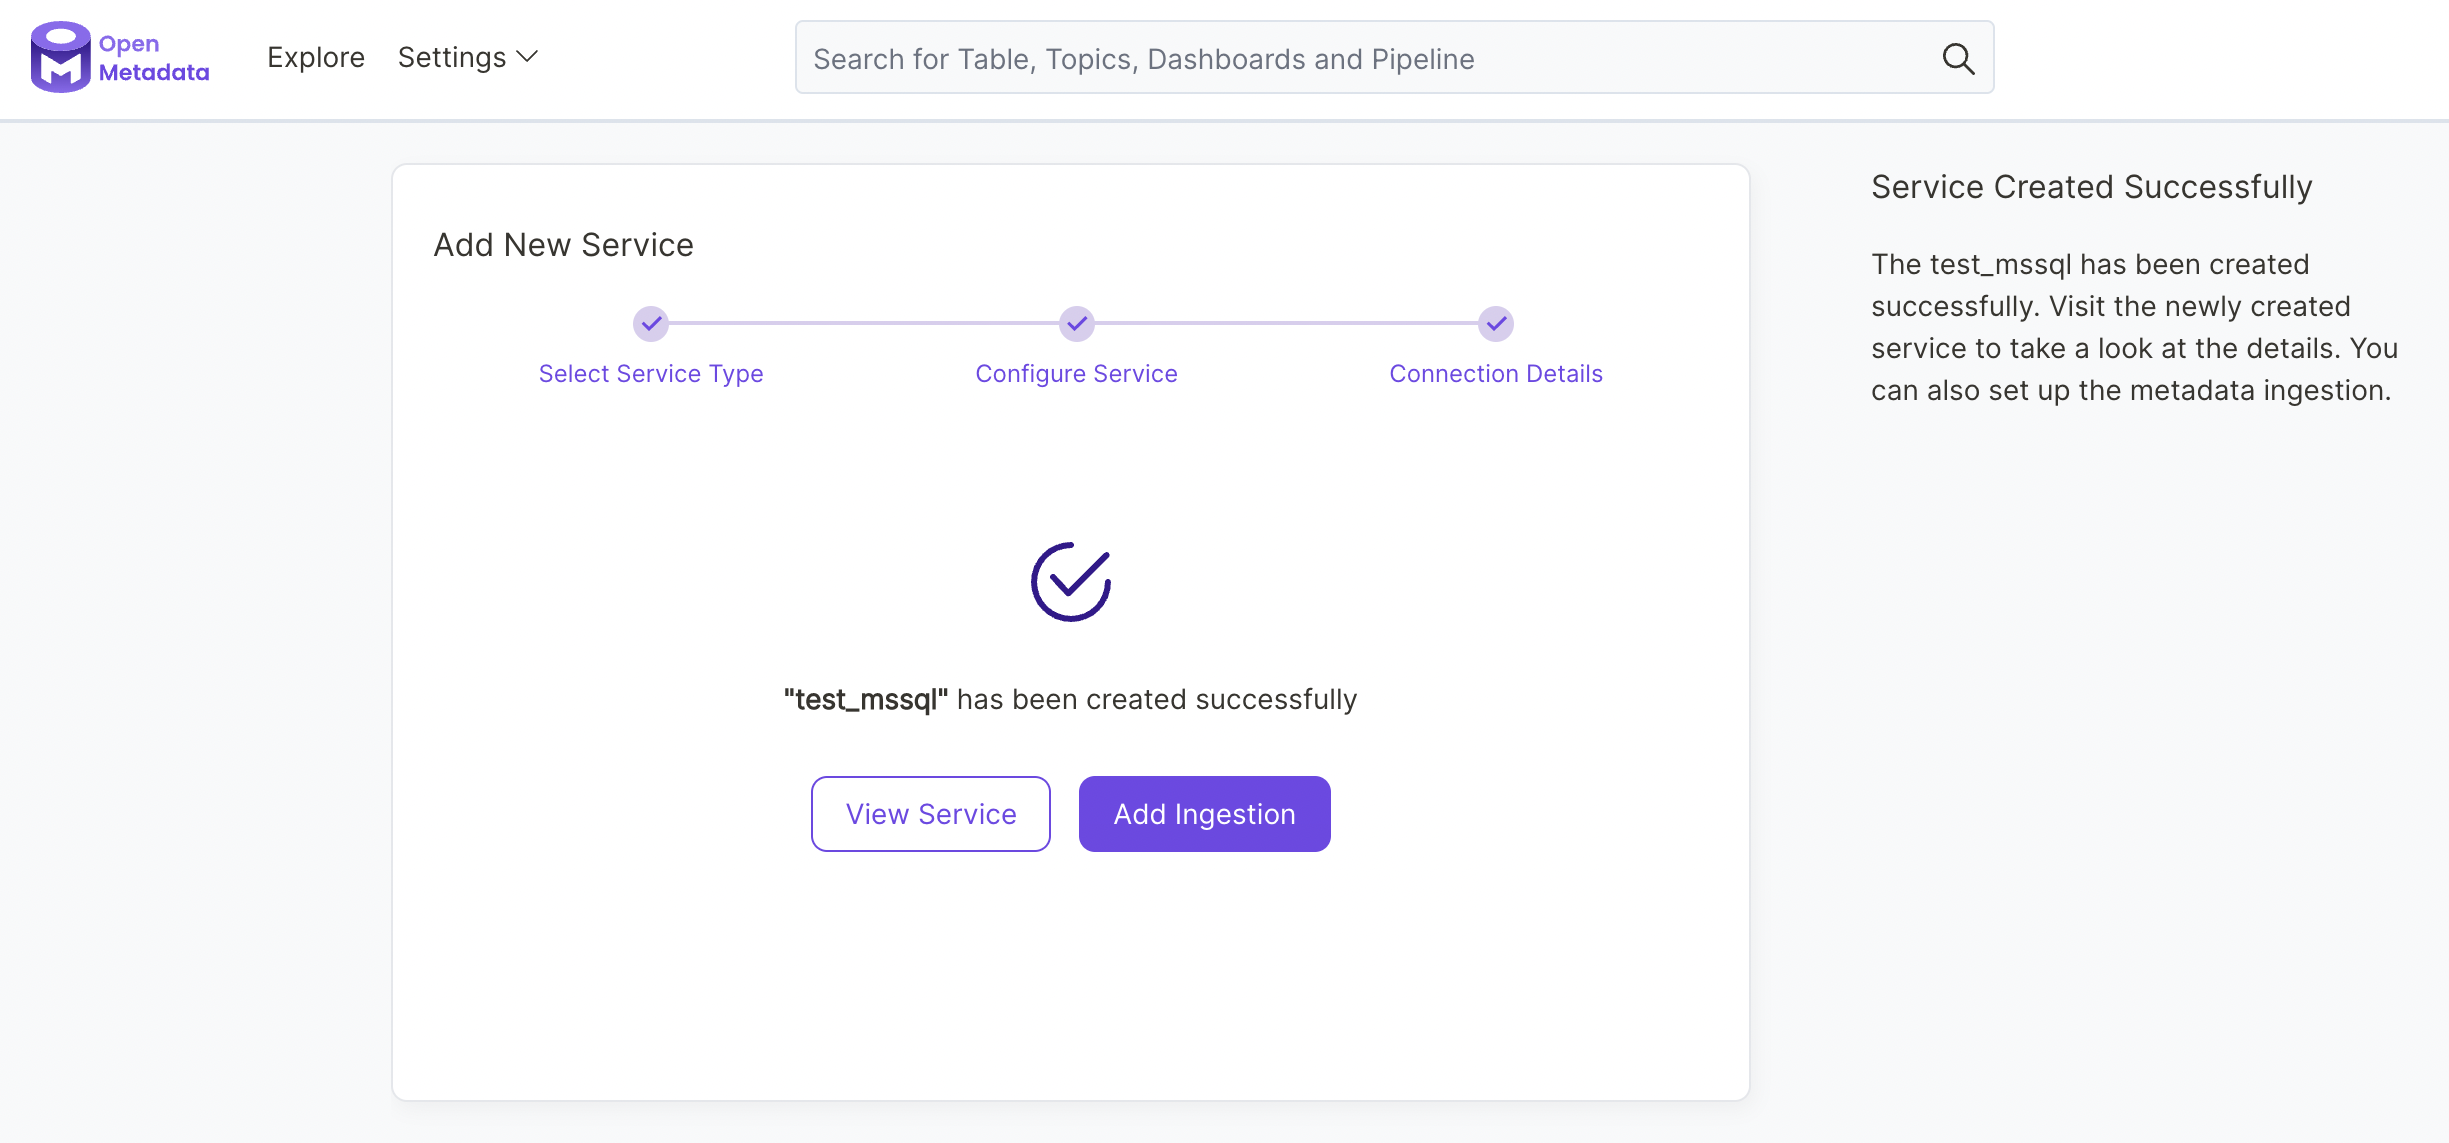 Open
Metadata
Explore
Settings
Search for Table, Topics, Dashboards and Pipeline
Add New Service
Select Service Type
Configure Service
Connection Details
"test_mssql" has been created successfully
View Service
Add Ingestion
Service Created Successfully
The test_mssql has been created
successfully. Visit the newly created
service to take a look at the details. You
can also set up the metadata ingestion.